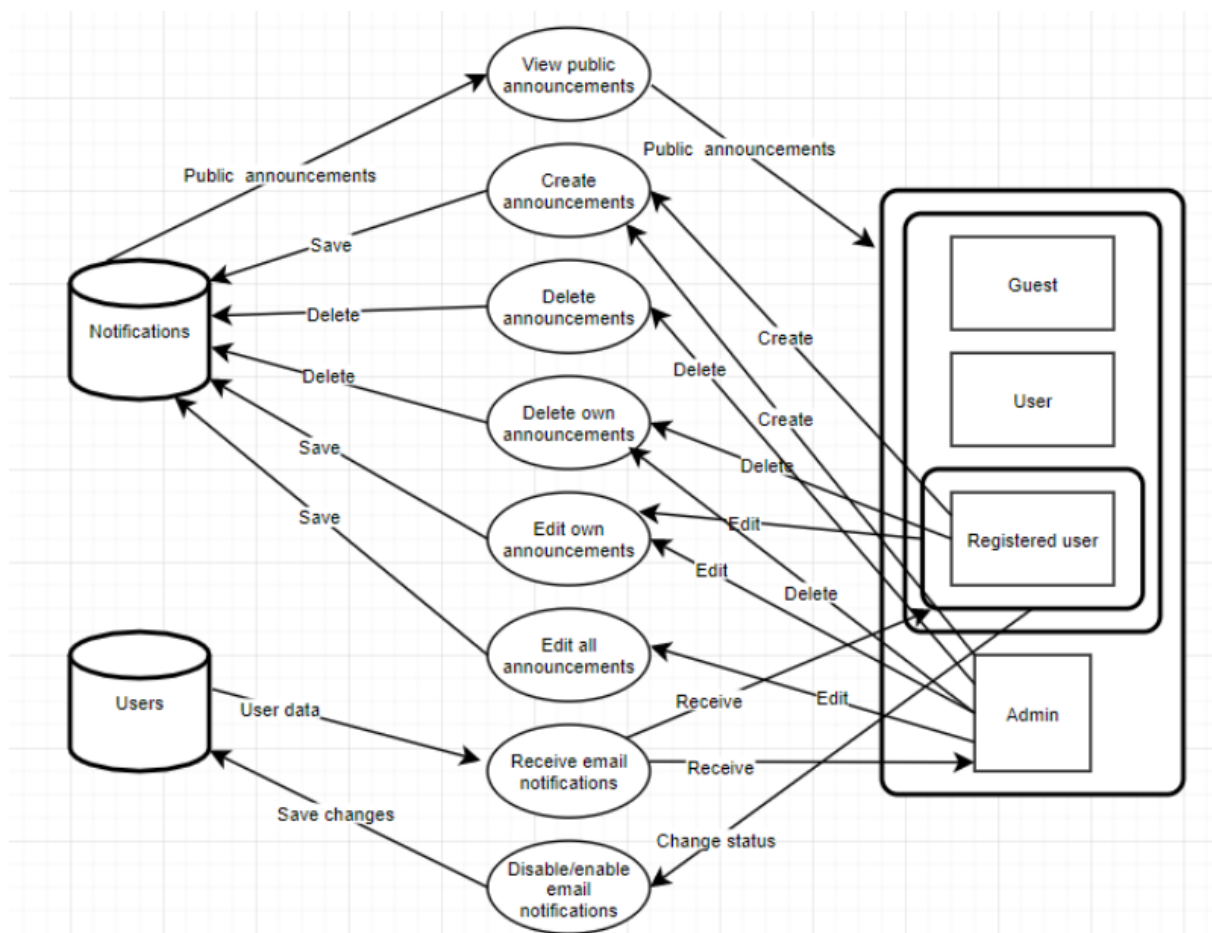 View public
announcements
Public  announcements
Public  announcements
Create
announcements
Save
Guest
Delete
announcements
Delete
Notifications
Create
Delete
Delete
User
Delete own
announcements
Create
Save
Delete
Save
Edit own
announcements
Edit
Registered user
Edit
Delete
Edit all
announcements
Users
User data
Receive
Edit
Admin
Receive email
notifications
Receive
Save changes
Change status
Disable/enable
email
notifications